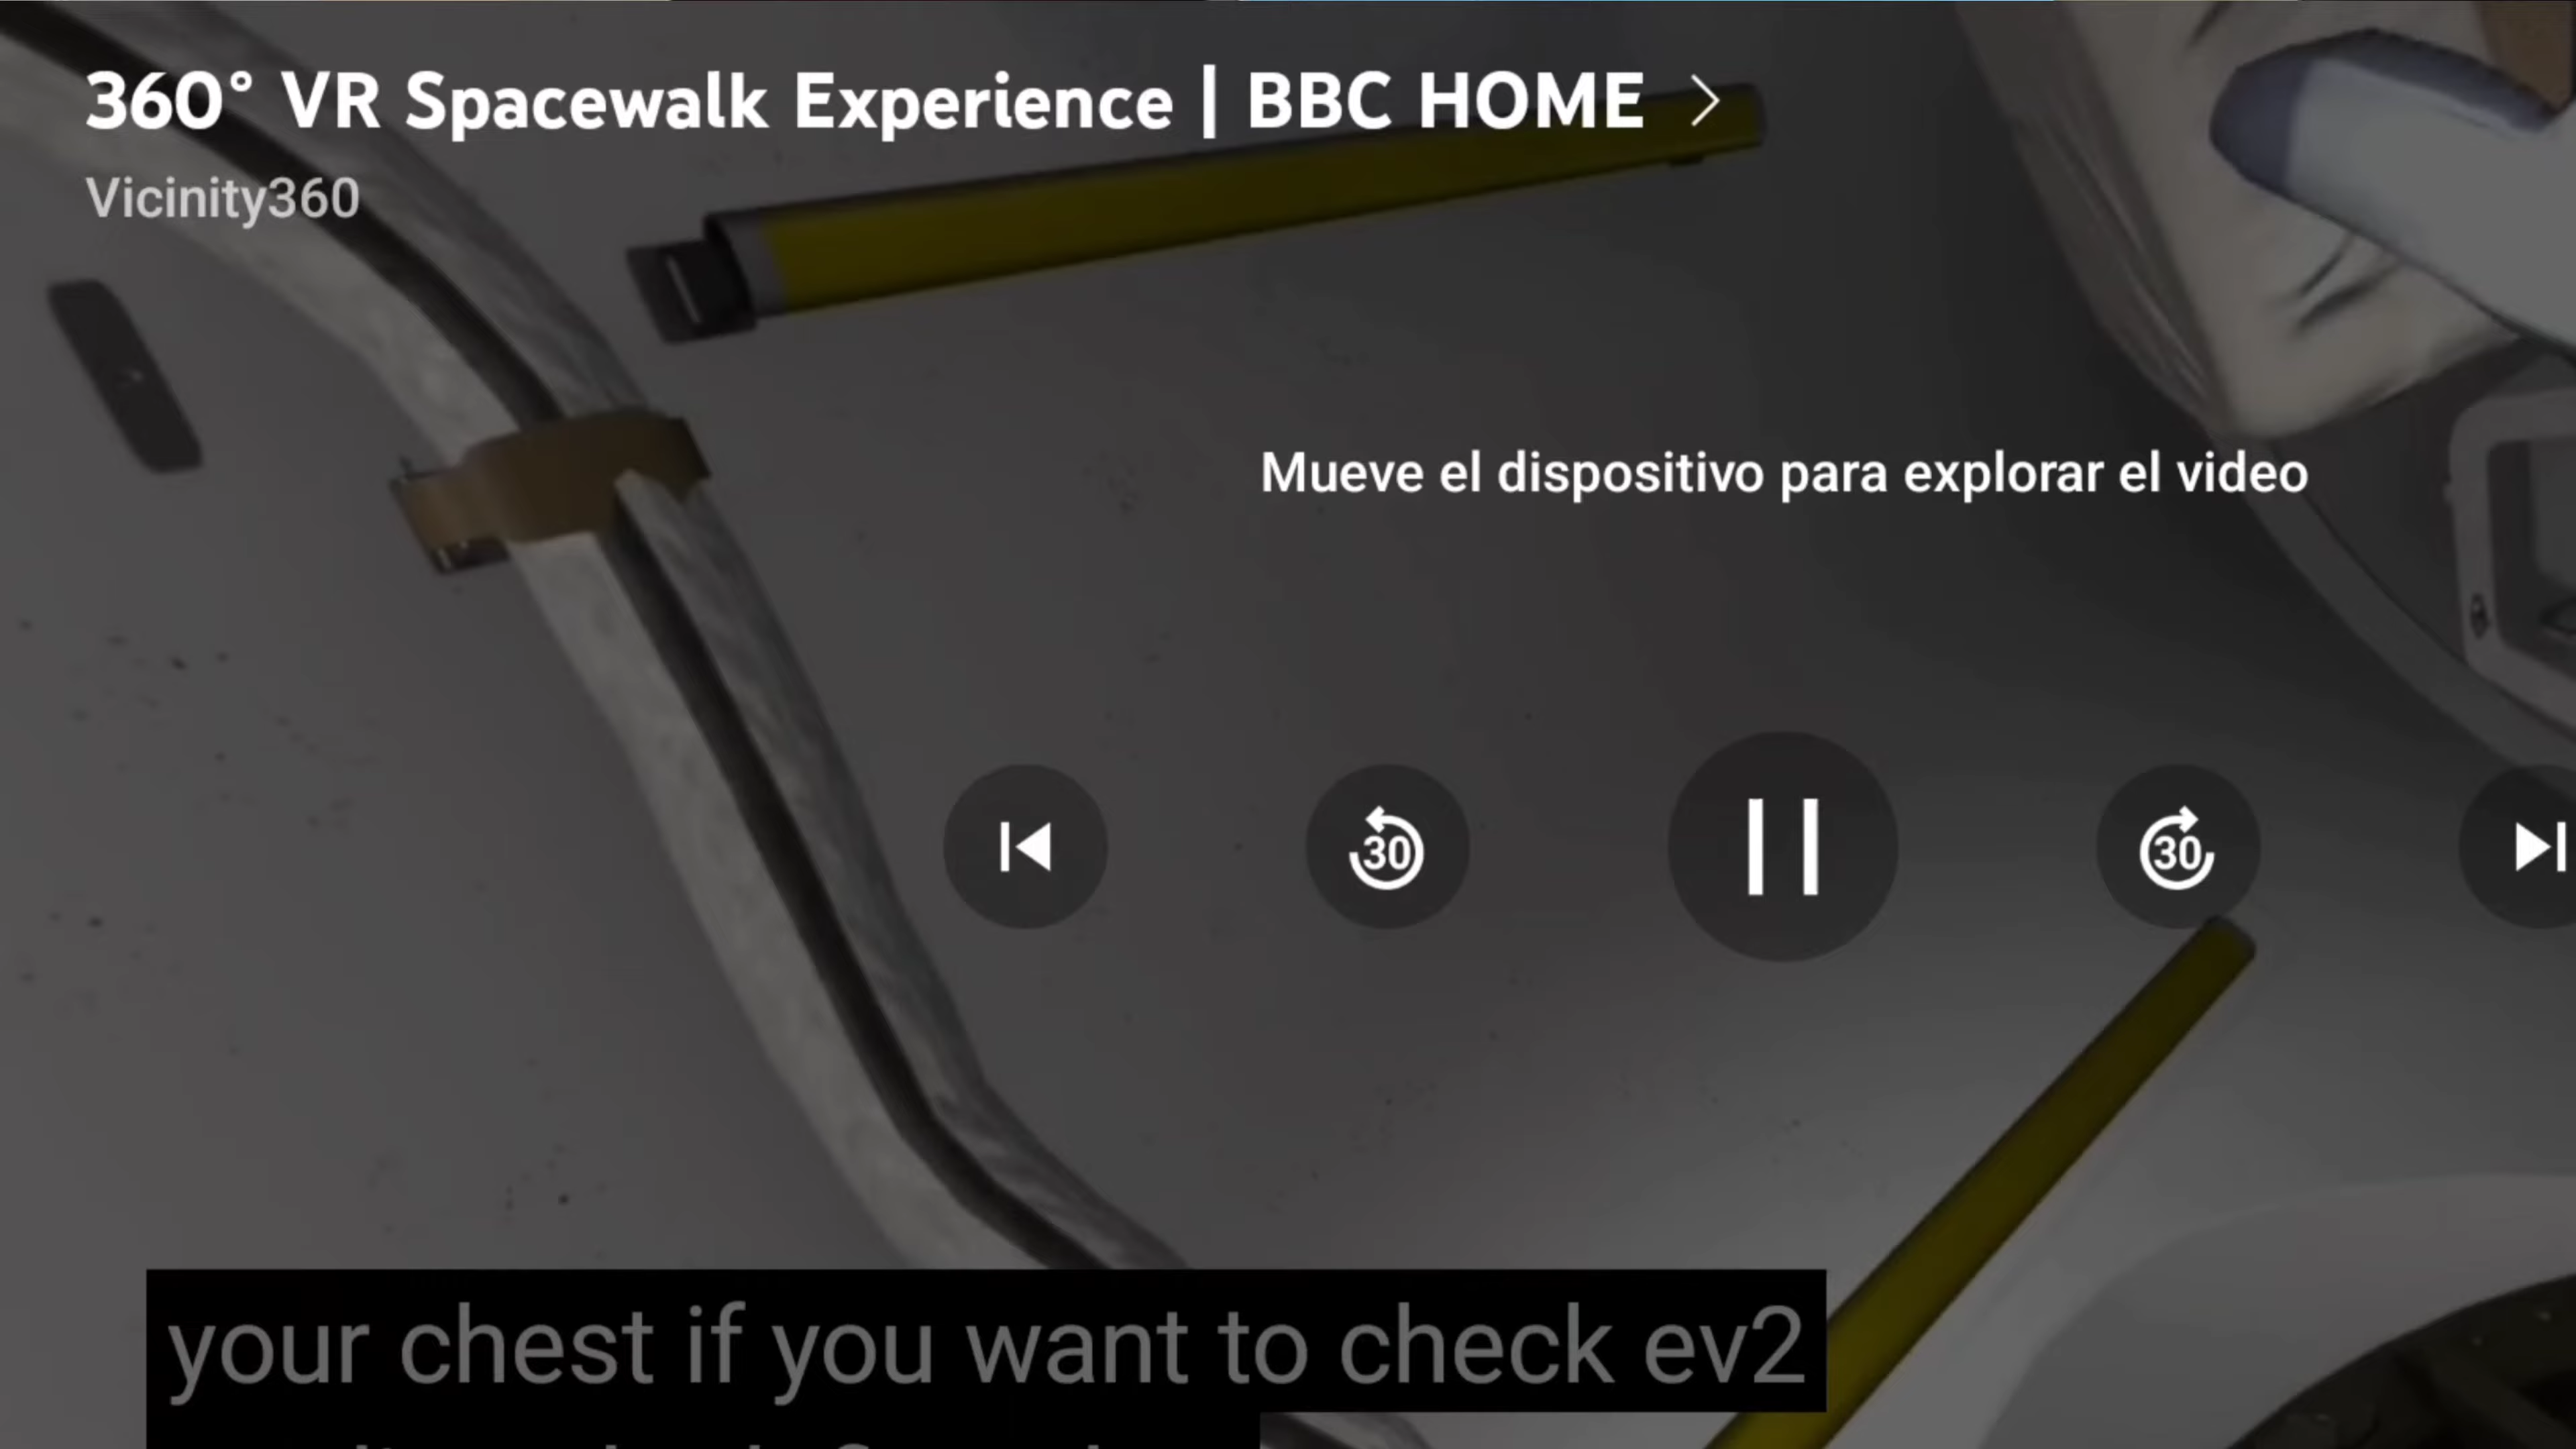 360° VR Spacewalk Experience | BBC HOME
Vicinity360
Mueve el dispositivo para explorar el video
30 30
your chest if you want to check ev2